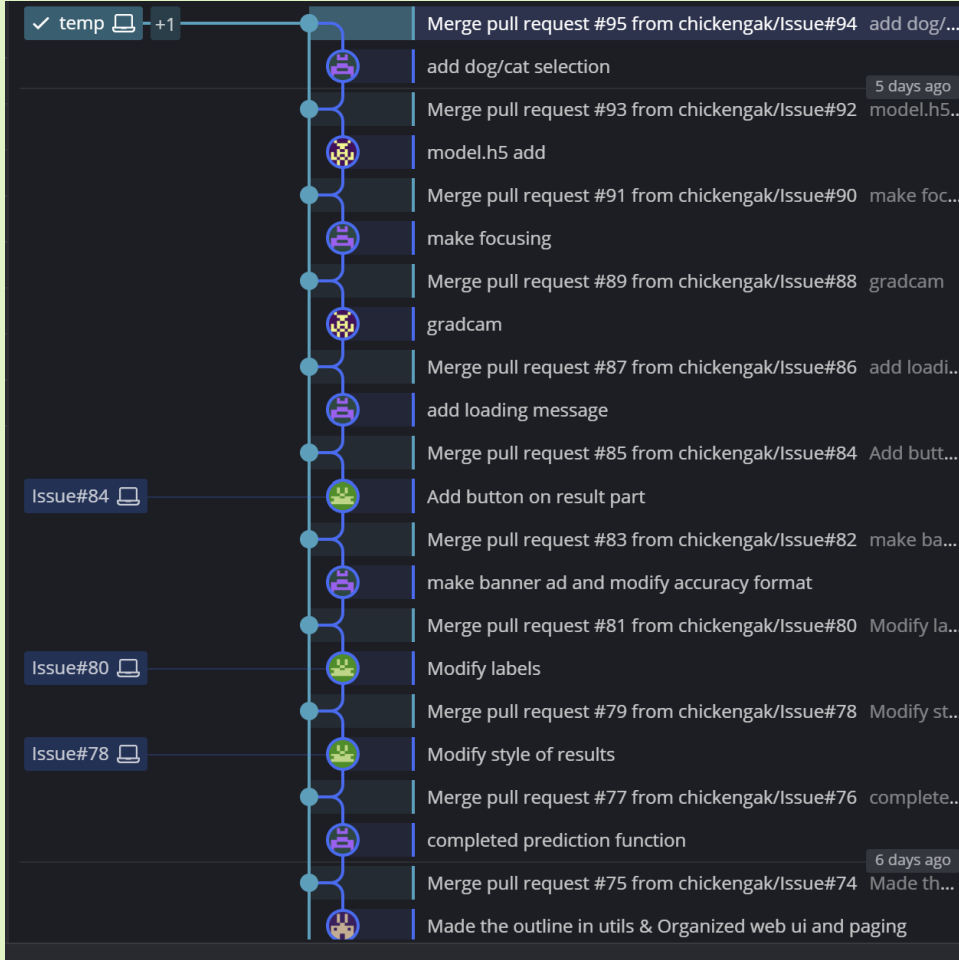 temp +1 Merge pull request #95 from chickengak/Issue#94 add dog/...
add dog/cat selection
5 days ago
Merge pull request #93 from chickengak/Issue#92 model.h5...
model.h5 add
Merge pull request #91 from chickengak/Issue#90 make foc...
make focusing
Merge pull request #89 from chickengak/Issue#88 gradcam
gradcam
Merge pull request #87 from chickengak/Issue#86 add loadi...
add loading message
Merge pull request #85 from chickengak/Issue#84 Add butt...
Issue#84 Add button on result part
Merge pull request #83 from chickengak/Issue#82 make ba...
make banner ad and modify accuracy format
Merge pull request #81 from chickengak/Issue#80 Modify la...
Issue#80 Modify labels
Merge pull request #79 from chickengak/Issue#78 Modify st...
Issue#78 Modify style of results
Merge pull request #77 from chickengak/Issue#76 complete...
completed prediction function
6 days ago
Merge pull request #75 from chickengak/Issue#74 Made th...
Made the outline in utils & Organized web ui and paging